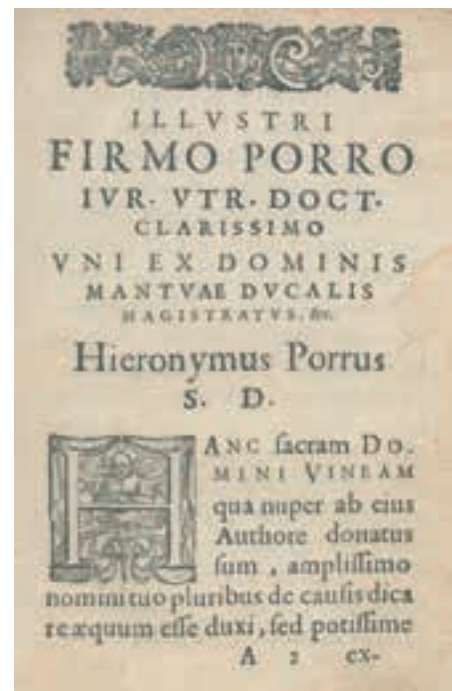 ILLVSTRI
FIRMO PORRO
IVR. VTR. DOCT.
CLARISSIMO
VNI EX DOMINIS
MANTVAE DVCALIS
MAGISTRATVS, &c.
Hieronymus Porrus
S. D.
HANC sacram DO-
MINI VINEAM
qua nuper ab eius
Authore donatus
sum, amplissimo
nomini tuo pluribus de causis dica
re æquum esse duxi, sed potissime
A 2 ex-